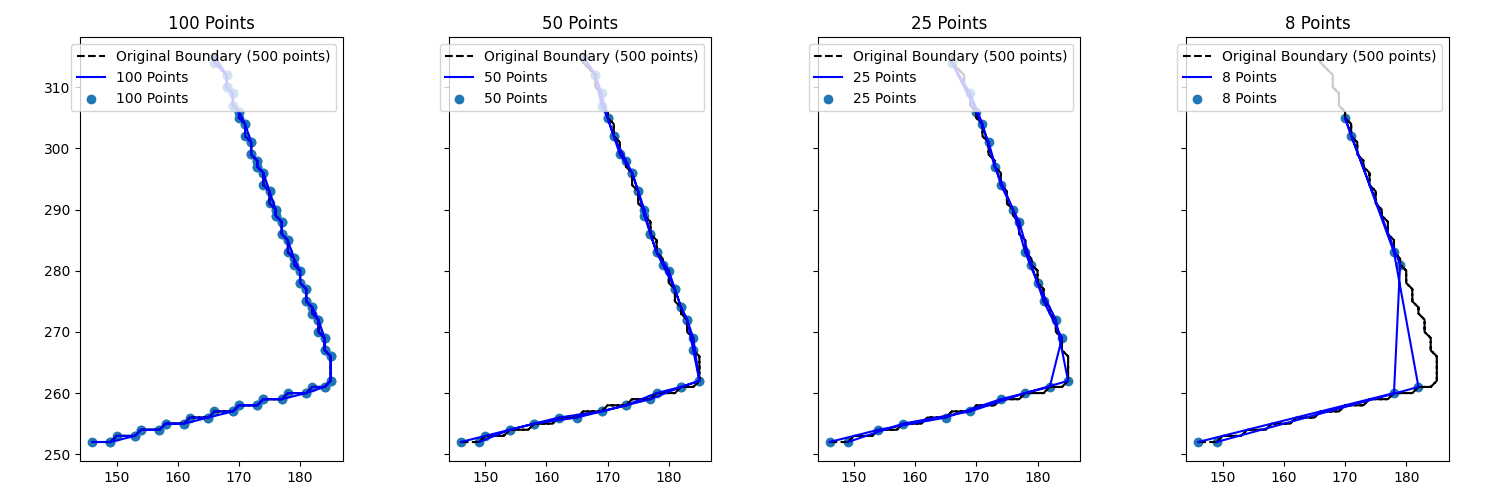 100 Points
50 Points
25 Points
8 Points
Original Boundary (500 points)
100 Points
100 Points
Original Boundary (500 points)
50 Points
50 Points
Original Boundary (500 points)
25 Points
25 Points
Original Boundary (500 points)
8 Points
8 Points
310
300
290
280
270
260
250
150 160 170 180
150 160 170 180
150 160 170 180
150 160 170 180